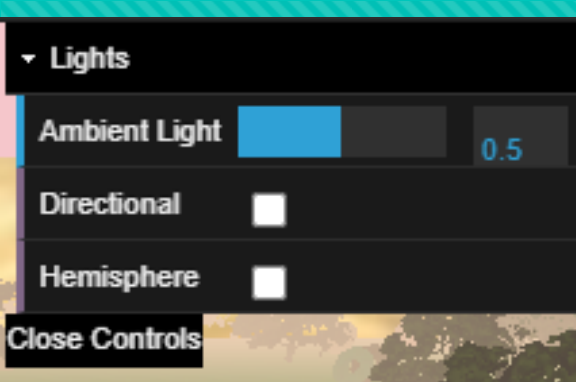 Lights
Ambient Light 0.5
Directional
Hemisphere
Close Controls